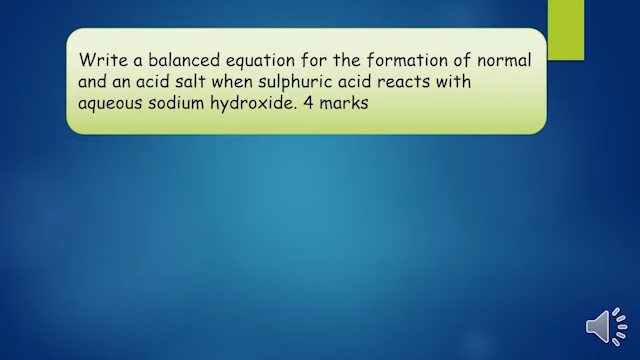 Write a balanced equation for the formation of normal
and an acid salt when sulphuric acid reacts with
aqueous sodium hydroxide. 4 marks